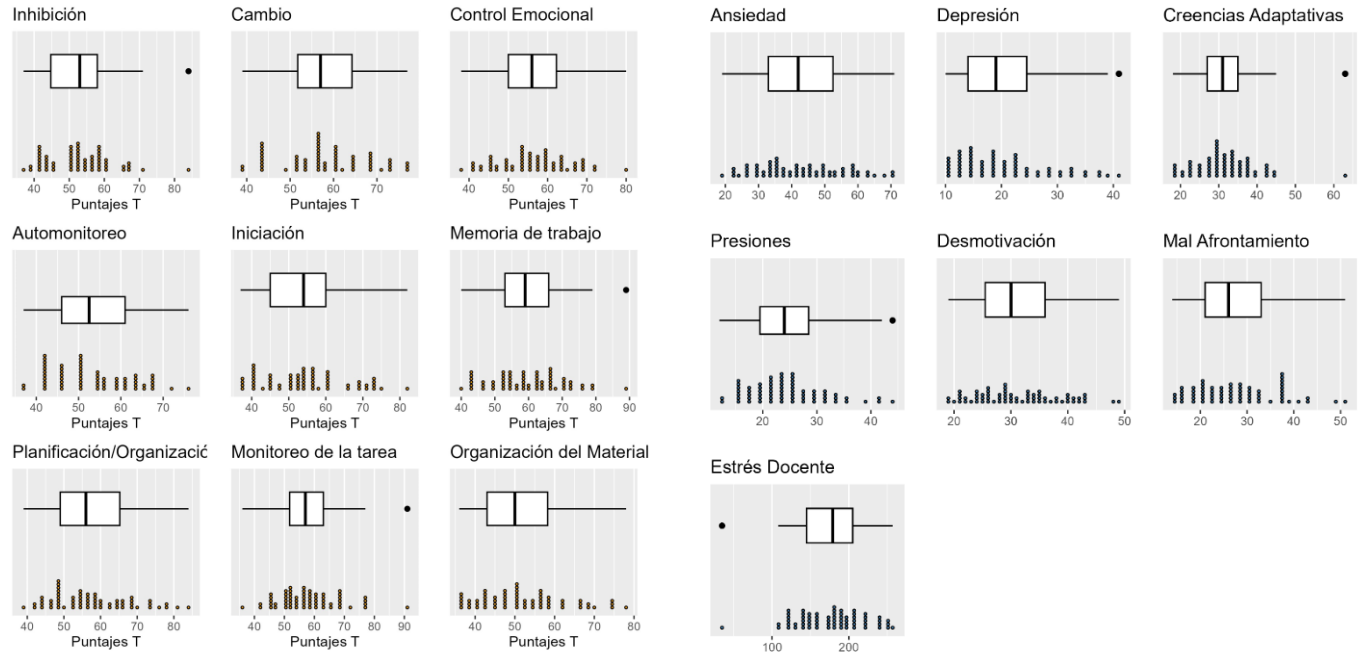 Inhibición
40 50 60 70 80
Puntajes T
Cambio
40 50 60 70
Puntajes T
Control Emocional
40 50 60 70 80
Puntajes T
Automonitoreo
40 50 60 70
Puntajes T
Iniciación
40 50 60 70 80
Puntajes T
Memoria de trabajo
40 50 60 70 80 90
Puntajes T
Planificación/Organizació
40 50 60 70 80
Puntajes T
Monitoreo de la tarea
40 50 60 70 80 90
Puntajes T
Organización del Material
40 50 60 70 80
Puntajes T
Ansiedad
20 30 40 50 60 70
Depresión
10 20 30 40
Creencias Adaptativas
20 30 40 50 60
Presiones
20 30 40
Desmotivación
20 30 40 50
Mal Afrontamiento
20 30 40 50
Estrés Docente
100 200